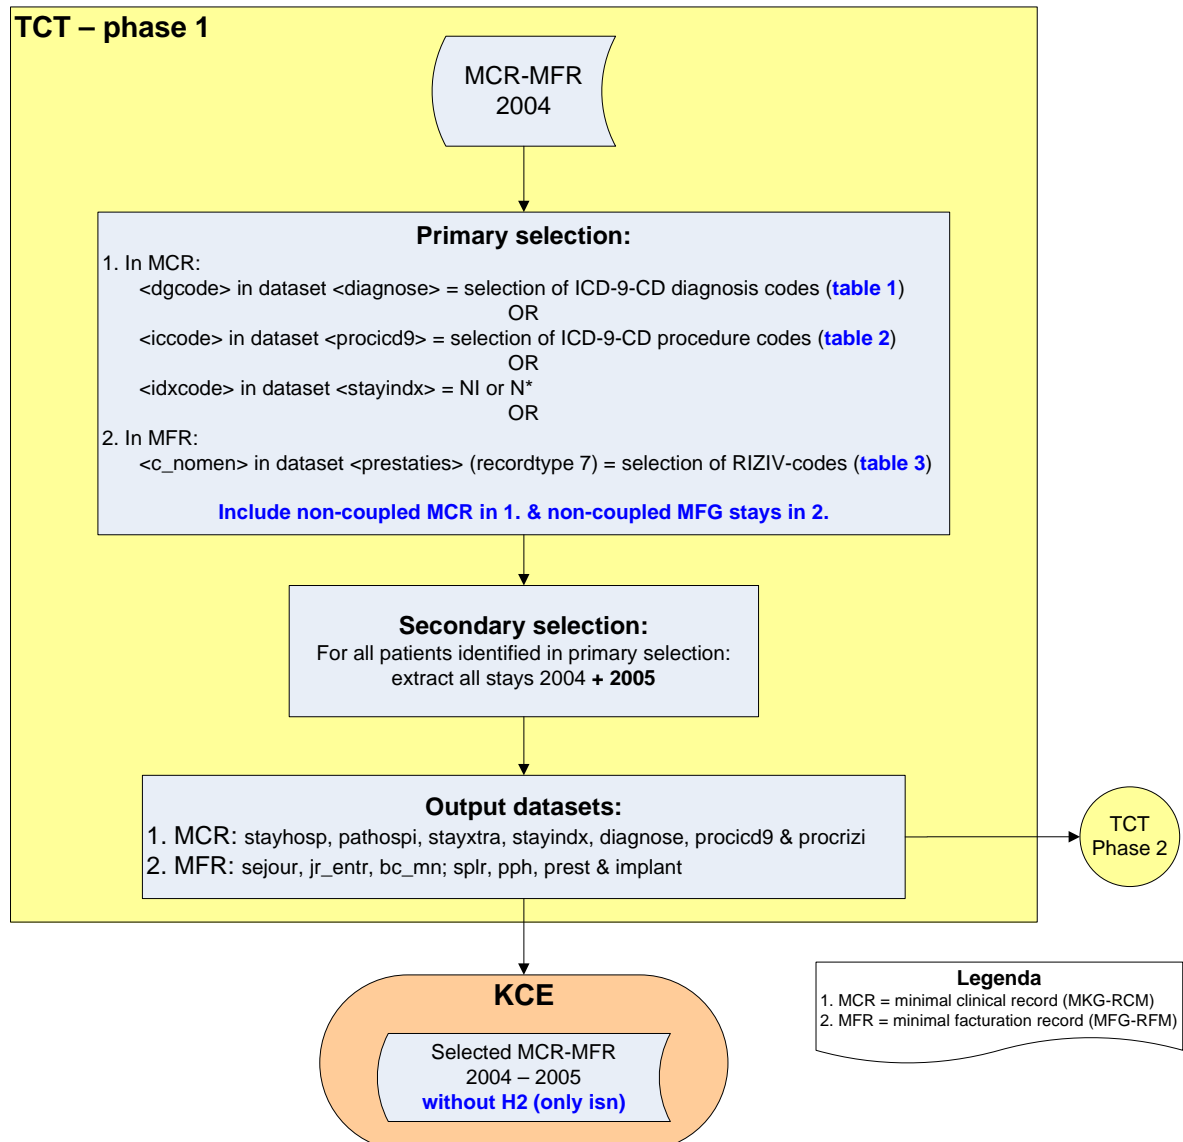 TCT – phase 1
MCR-MFR
2004
Primary selection:
1. In MCR:
<dgcode> in dataset <diagnose> = selection of ICD-9-CD diagnosis codes (table 1)
OR
<iccode> in dataset <procicd9> = selection of ICD-9-CD procedure codes (table 2)
OR
<idxcode> in dataset <stayindx> = NI or N*
OR
2. In MFR:
<c_nomen> in dataset <prestaties> (recordtype 7) = selection of RIZIV-codes (table 3)
Include non-coupled MCR in 1. & non-coupled MFG stays in 2.
Secondary selection:
For all patients identified in primary selection:
extract all stays 2004 + 2005
Output datasets:
1. MCR: stayhosp, pathospi, stayxtra, stayindx, diagnose, procicd9 & procrizi
2. MFR: sejour, jr_entr, bc_mn; splr, pph, prest & implant
TCT
Phase 2
KCE
Selected MCR-MFR
2004 – 2005
without H2 (only isn)
Legenda
1. MCR = minimal clinical record (MKG-RCM)
2. MFR = minimal facturation record (MFG-RFM)